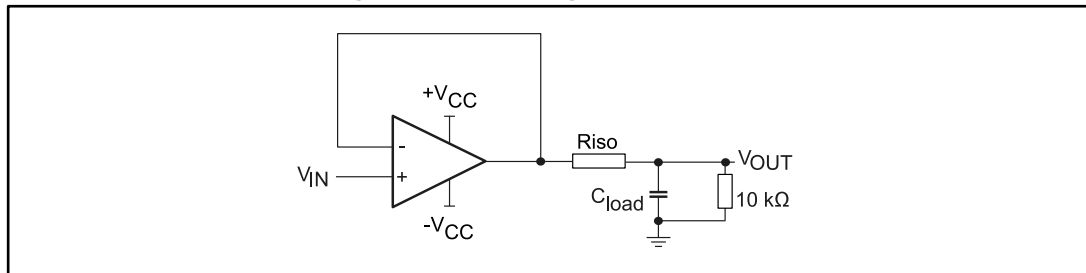 +VCC
Riso
-
VIN
+
VOUT
Cload
10 kΩ
-VCC